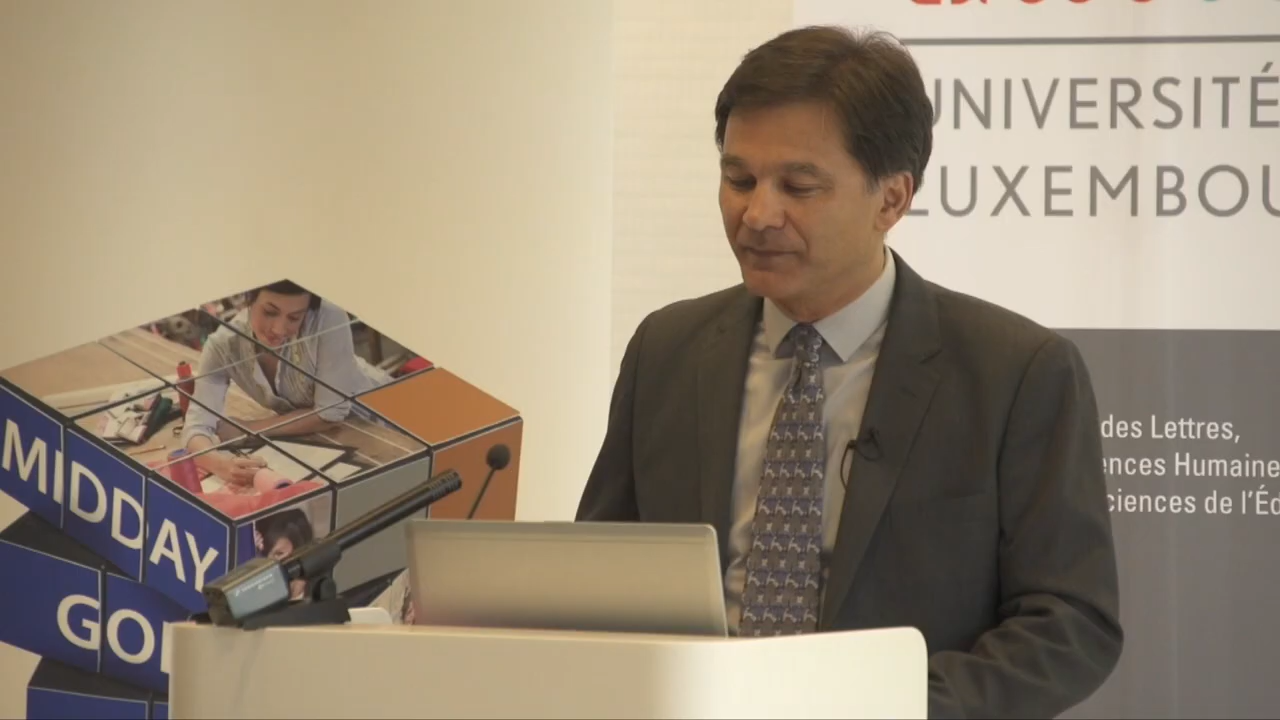 UNIVERSITÉ
LUXEMBOU
des Lettres,
ences Humaine
ciences de l'Éd
MIDDAY
GO